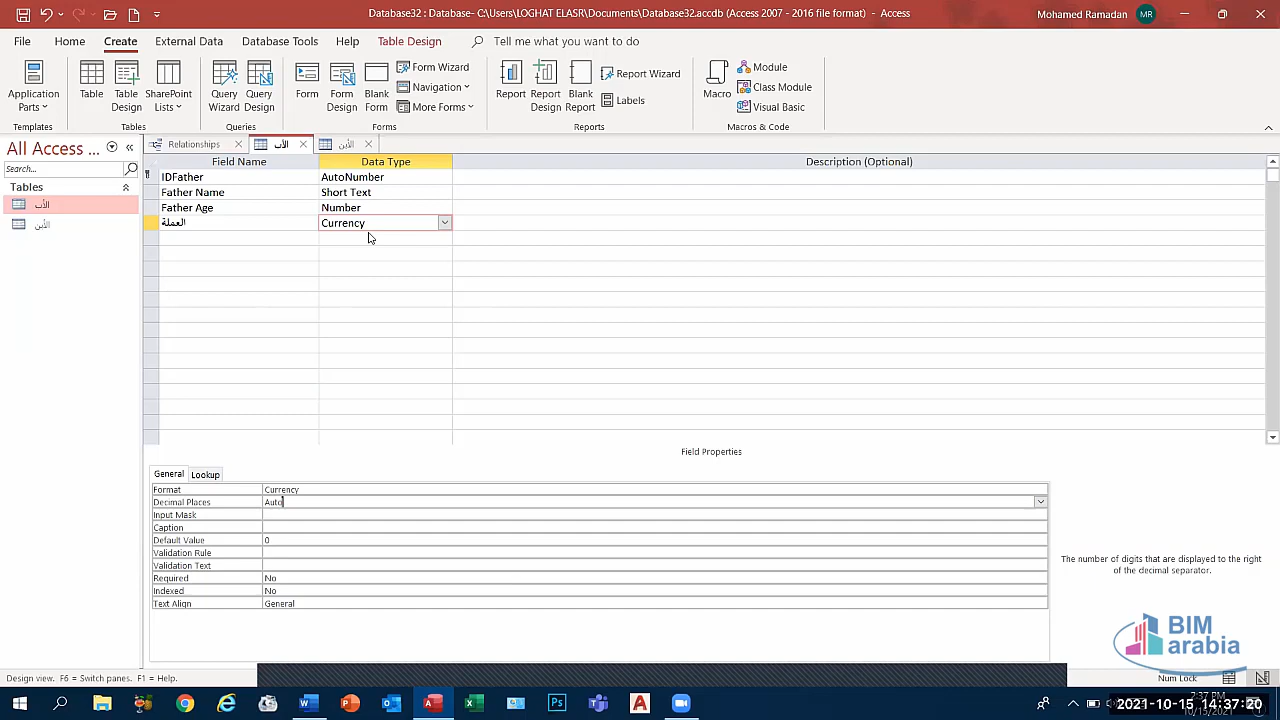 Database32 : Database- C:\Users\LOGHAT ELASR\Documents\Database32.accdb (Access 2007 - 2016 file format) - Access
Mohamed Ramadan MR
File Home Create External Data Database Tools Help Table Design Tell me what you want to do
Application Parts
Templates
Table
Table Design
SharePoint Lists
Tables
Query Wizard
Query Design
Queries
Form
Form Design
Blank Form
Form Wizard
Navigation
More Forms
Forms
Report
Report Design
Blank Report
Report Wizard
Labels
Reports
Macro
Module
Class Module
Visual Basic
Macros & Code
All Access ...
Search...
Tables
الأب
الأبن
Relationships الأب الأبن
Field Name Data Type Description (Optional)
IDFather AutoNumber
Father Name Short Text
Father Age Number
العملة Currency
Field Properties
General Lookup
Format Currency
Decimal Places Auto
Input Mask
Caption
Default Value 0
Validation Rule
Validation Text
Required No
Indexed No
Text Align General
The number of digits that are displayed to the right
of the decimal separator.
BIM
arabia
Design view. F6 = Switch panes. F1 = Help.
Num Lock
2021-10-15 14:37:20